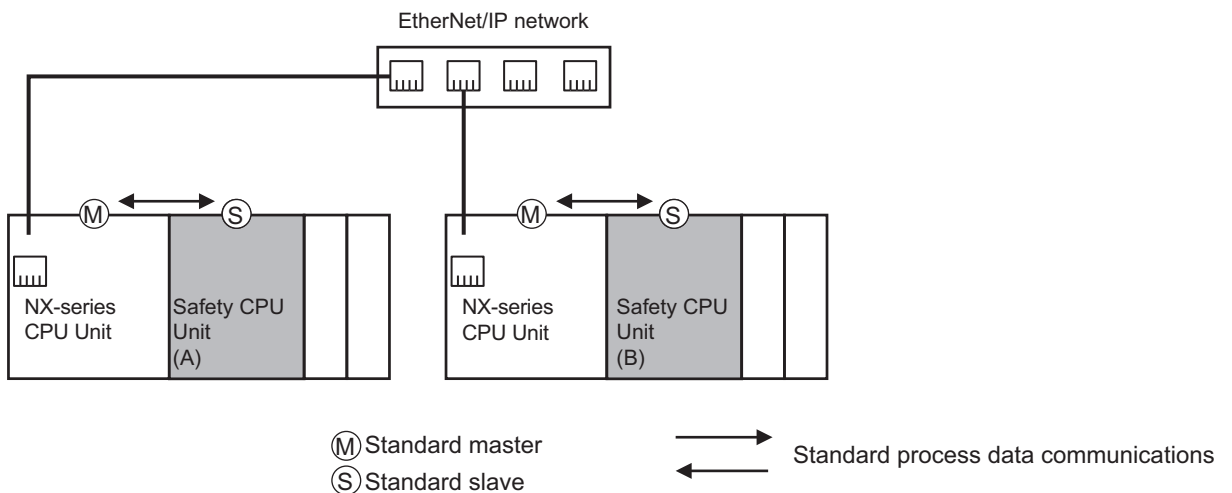 EtherNet/IP network
M
S
M
S
NX-series
CPU Unit
Safety CPU
Unit
(A)
NX-series
CPU Unit
Safety CPU
Unit
(B)
M Standard master
S Standard slave
Standard process data communications